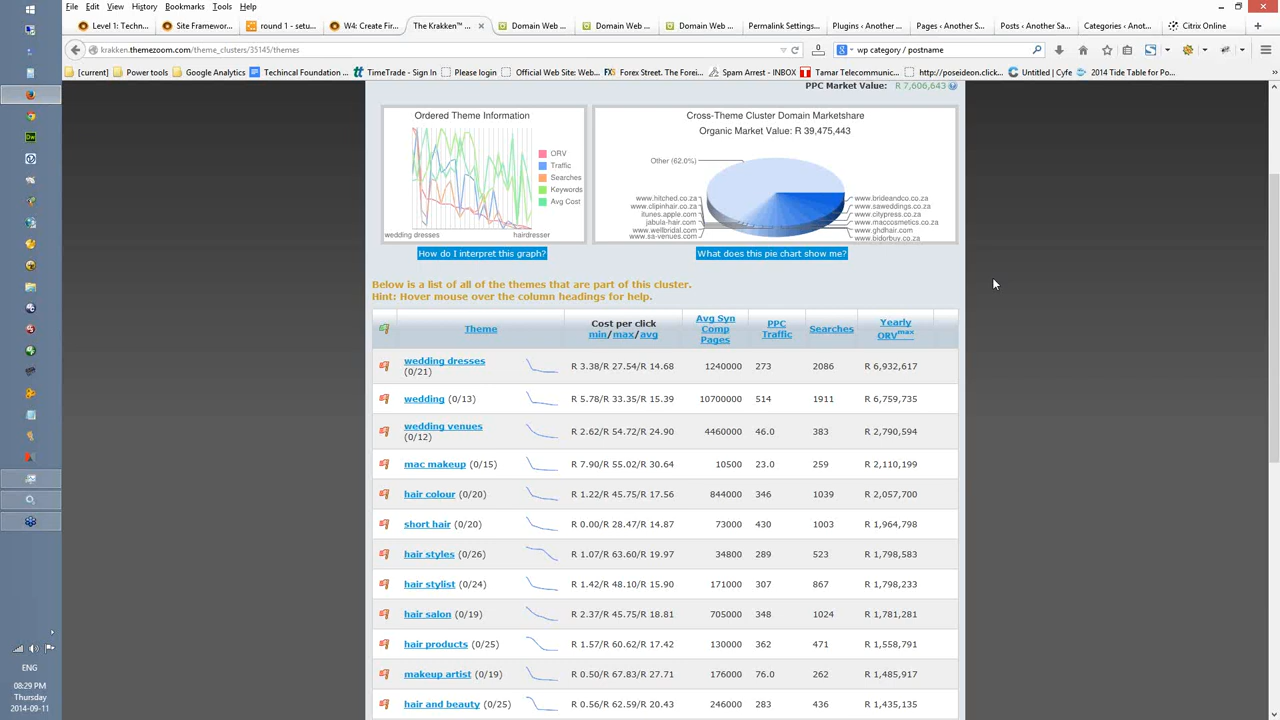 File Edit View History Bookmarks Tools Help
Level 1: Techn... Site Framewor... round 1 - setu... W4: Create Fir... The Krakken™ ... × Domain Web ... Domain Web ... Domain Web ... Permalink Settings... Plugins ‹ Another ... Pages ‹ Another S... Posts ‹ Another Sa... Categories ‹ Anot... Citrix Online
krakken.themezoom.com/theme_clusters/35145/themes wp category / postname
[current] Power tools Google Analytics Techincal Foundation ... TimeTrade - Sign In Please login Official Web Site: Web... Forex Street. The Forei... Spam Arrest - INBOX Tamar Telecommunic... http://poseidon.click... Untitled | Cyfe 2014 Tide Table for Po...
PPC Market Value: R 7,606,643
Ordered Theme Information
ORV
Traffic
Searches
Keywords
Avg Cost
wedding dresses hairdresser
Cross-Theme Cluster Domain Marketshare
Organic Market Value: R 39,475,443
Other (62.0%)
www.hitched.co.za
www.clipinhair.co.za
itunes.apple.com
jabula-hair.com
www.wellbridal.com
www.sa-venues.com
www.brideandco.co.za
www.saweddings.co.za
www.citypress.co.za
www.maccosmetics.co.za
www.ghdhair.com
www.bidorbuy.co.za
How do I interpret this graph? What does this pie chart show me?
Below is a list of all of the themes that are part of this cluster.
Hint: Hover mouse over the column headings for help.
Theme Cost per click min/max/avg Avg Syn Comp Pages PPC Traffic Searches Yearly ORVmax
wedding dresses (0/21) R 3.38/R 27.54/R 14.68 1240000 273 2086 R 6,932,617
wedding (0/13) R 5.78/R 33.35/R 15.39 10700000 514 1911 R 6,759,735
wedding venues (0/12) R 2.62/R 54.72/R 24.90 4460000 46.0 383 R 2,790,594
mac makeup (0/15) R 7.90/R 55.02/R 30.64 10500 23.0 259 R 2,110,199
hair colour (0/20) R 1.22/R 45.75/R 17.56 844000 346 1039 R 2,057,700
short hair (0/20) R 0.00/R 28.47/R 14.87 73000 430 1003 R 1,964,798
hair styles (0/26) R 1.07/R 63.60/R 19.97 34800 289 523 R 1,798,583
hair stylist (0/24) R 1.42/R 48.10/R 15.90 171000 307 867 R 1,798,233
hair salon (0/19) R 2.37/R 45.75/R 18.81 705000 348 1024 R 1,781,281
hair products (0/25) R 1.57/R 60.62/R 17.42 130000 362 471 R 1,558,791
makeup artist (0/19) R 0.50/R 67.83/R 27.71 176000 76.0 262 R 1,485,917
hair and beauty (0/25) R 0.56/R 62.59/R 20.43 246000 283 436 R 1,435,135
ENG
08:29 PM
Thursday
2014-09-11